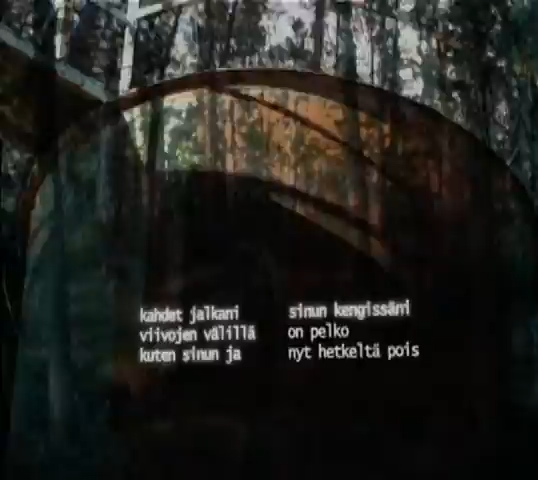 kahdet jalkani
viivojen välillä
kuten sinun ja
sinun kengissäni
on pelko
nyt hetkeltä pois